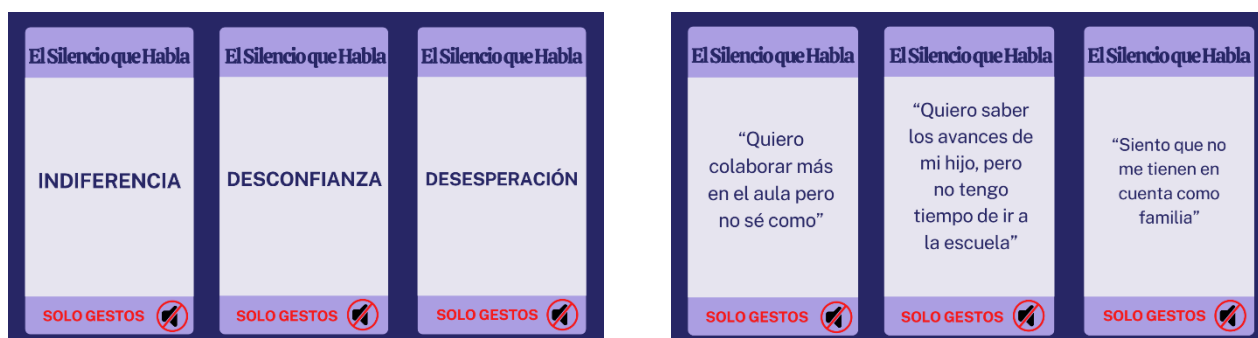 El Silencio que Habla
INDIFERENCIA
SOLO GESTOS
El Silencio que Habla
DESCONFIANZA
SOLO GESTOS
El Silencio que Habla
DESESPERACIÓN
SOLO GESTOS
El Silencio que Habla
“Quiero
colaborar más
en el aula pero
no sé como”
SOLO GESTOS
El Silencio que Habla
“Quiero saber
los avances de
mi hijo, pero
no tengo
tiempo de ir a
la escuela”
SOLO GESTOS
El Silencio que Habla
“Siento que no
me tienen en
cuenta como
familia”
SOLO GESTOS